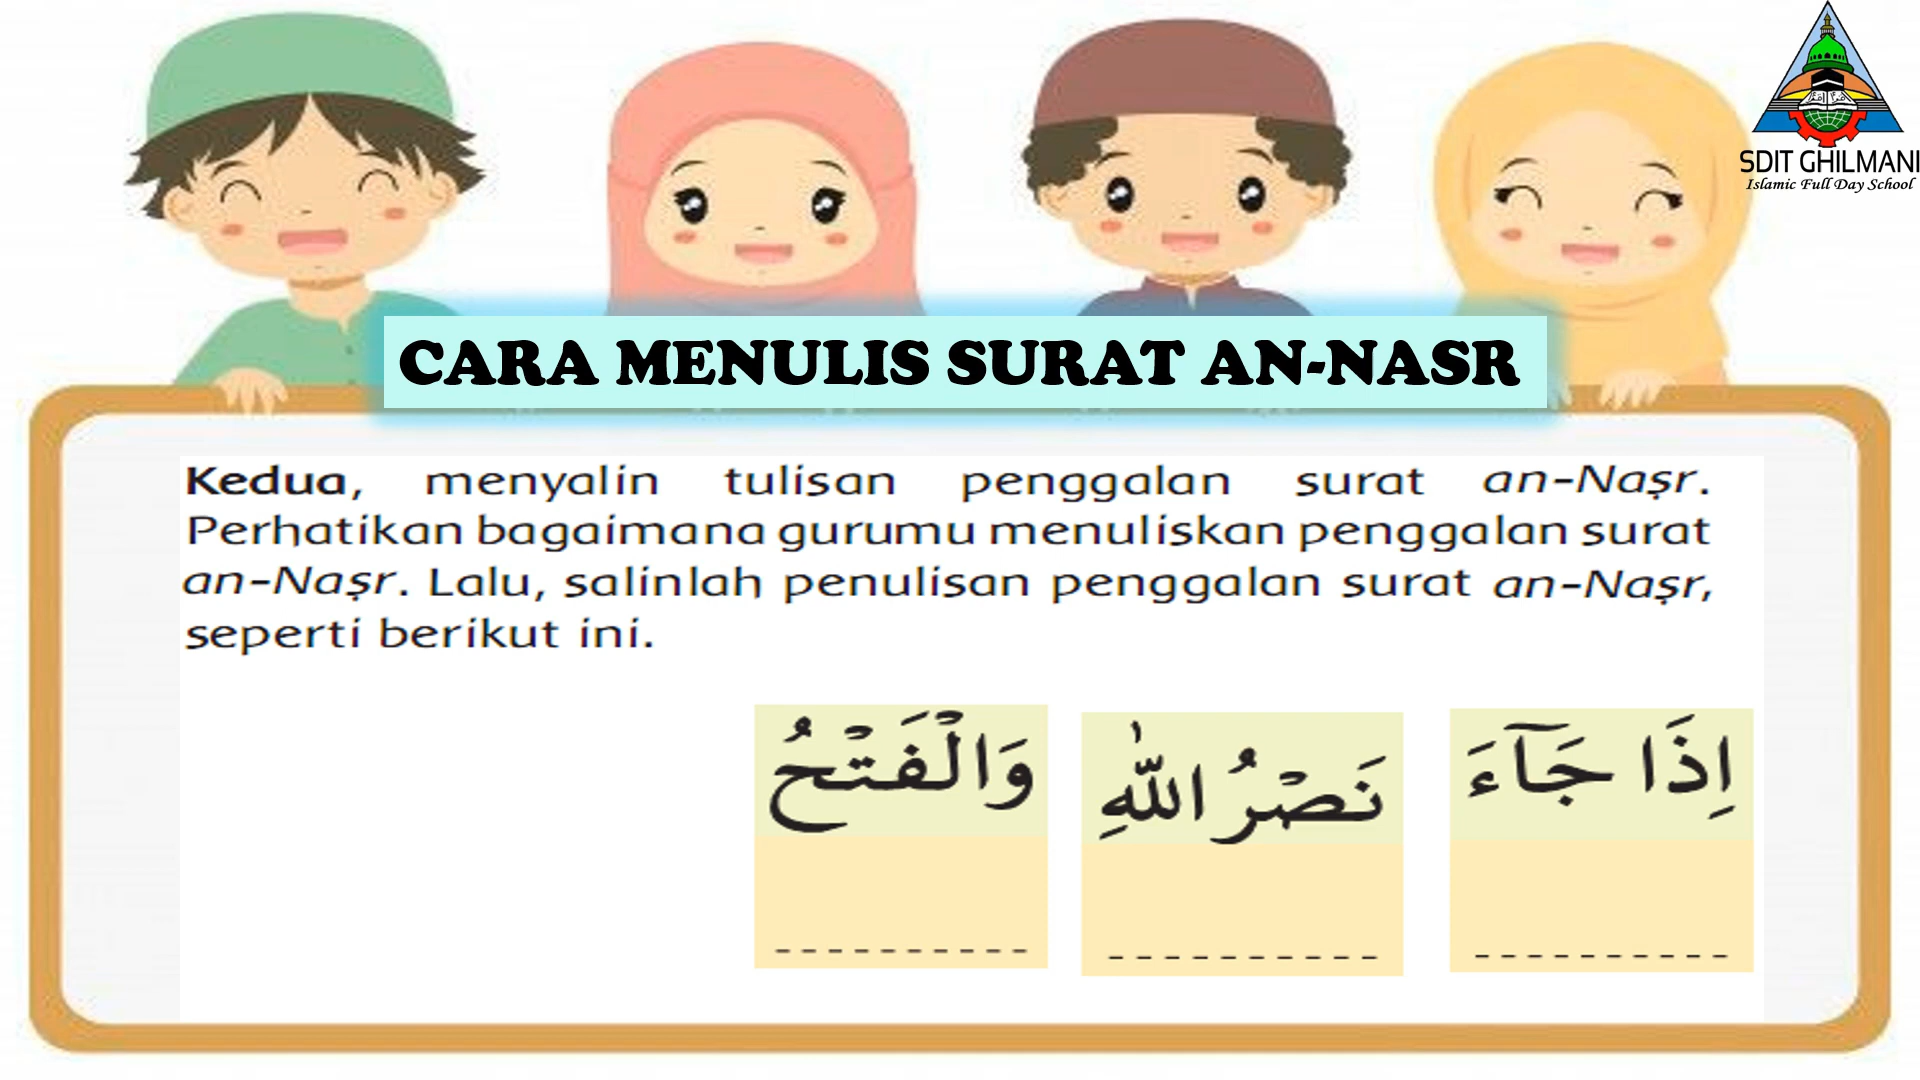 SDIT GHILMANI
Islamic Full Day School
CARA MENULIS SURAT AN-NASR
Kedua, menyalin tulisan penggalan surat an-Naṣr.
Perhatikan bagaimana gurumu menuliskan penggalan surat
an-Naṣr. Lalu, salinlah penulisan penggalan surat an-Naṣr,
seperti berikut ini.
اِذَا جَآءَ
نَصْرُ اللّٰهِ
وَالْفَتْحُ